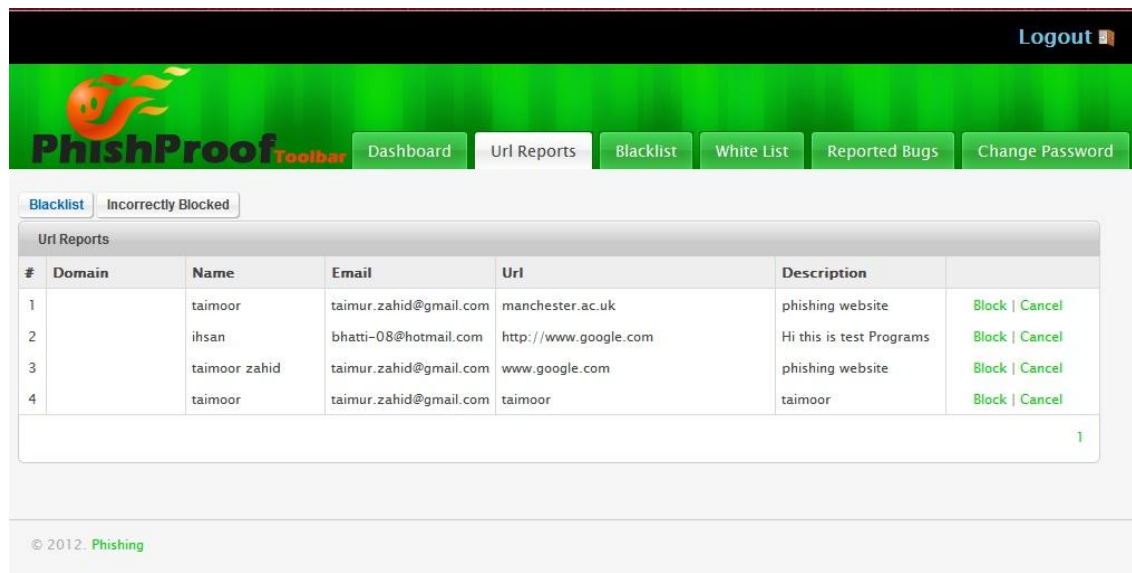 Logout
PhishProof Toolbar
Dashboard Url Reports Blacklist White List Reported Bugs Change Password
Blacklist Incorrectly Blocked
Url Reports
# Domain Name Email Url Description
1 taimoor taimur.zahid@gmail.com manchester.ac.uk phishing website Block | Cancel
2 ihsan bhatti-08@hotmail.com http://www.google.com Hi this is test Programs Block | Cancel
3 taimoor zahid taimur.zahid@gmail.com www.google.com phishing website Block | Cancel
4 taimoor taimur.zahid@gmail.com taimoor taimoor Block | Cancel
1
© 2012. Phishing